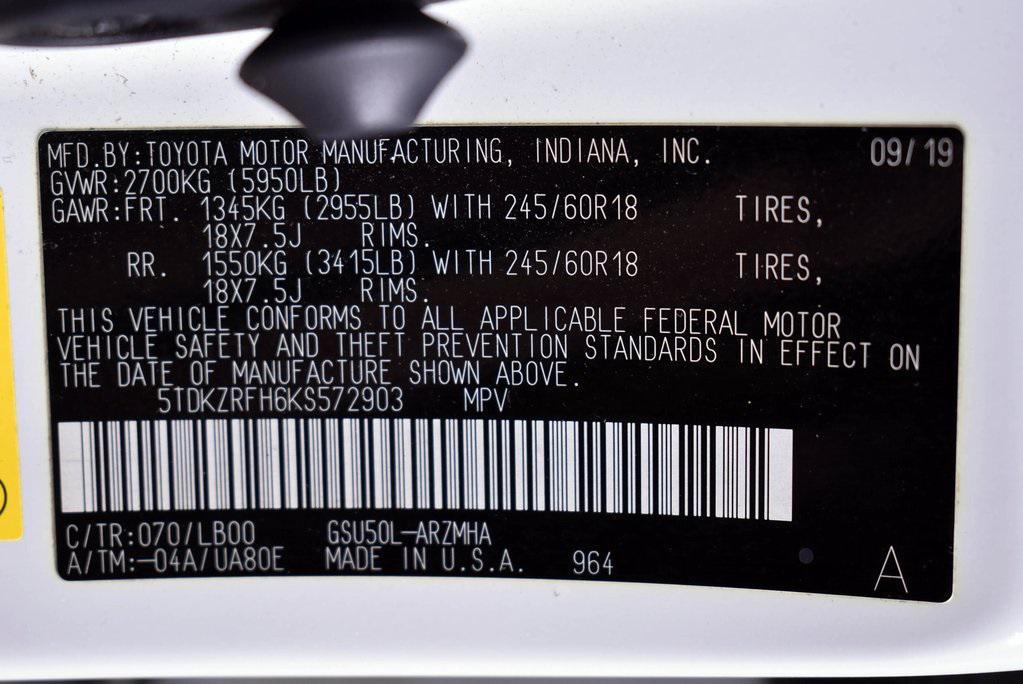 MFD.BY:TOYOTA MOTOR MANUFACTURING, INDIANA, INC. 09/19
GVWR:2700KG (5950LB)
GAWR:FRT. 1345KG (2955LB) WITH 245/60R18 TIRES,
18X7.5J RIMS.
RR. 1550KG (3415LB) WITH 245/60R18 TIRES,
18X7.5J RIMS.
THIS VEHICLE CONFORMS TO ALL APPLICABLE FEDERAL MOTOR
VEHICLE SAFETY AND THEFT PREVENTION STANDARDS IN EFFECT ON
THE DATE OF MANUFACTURE SHOWN ABOVE.
5TDKZRFH6KS572903 MPV
C/TR:070/LB00 GSU50L-ARZMHA
A/TM:-04A/UA80E MADE IN U.S.A. 964 A